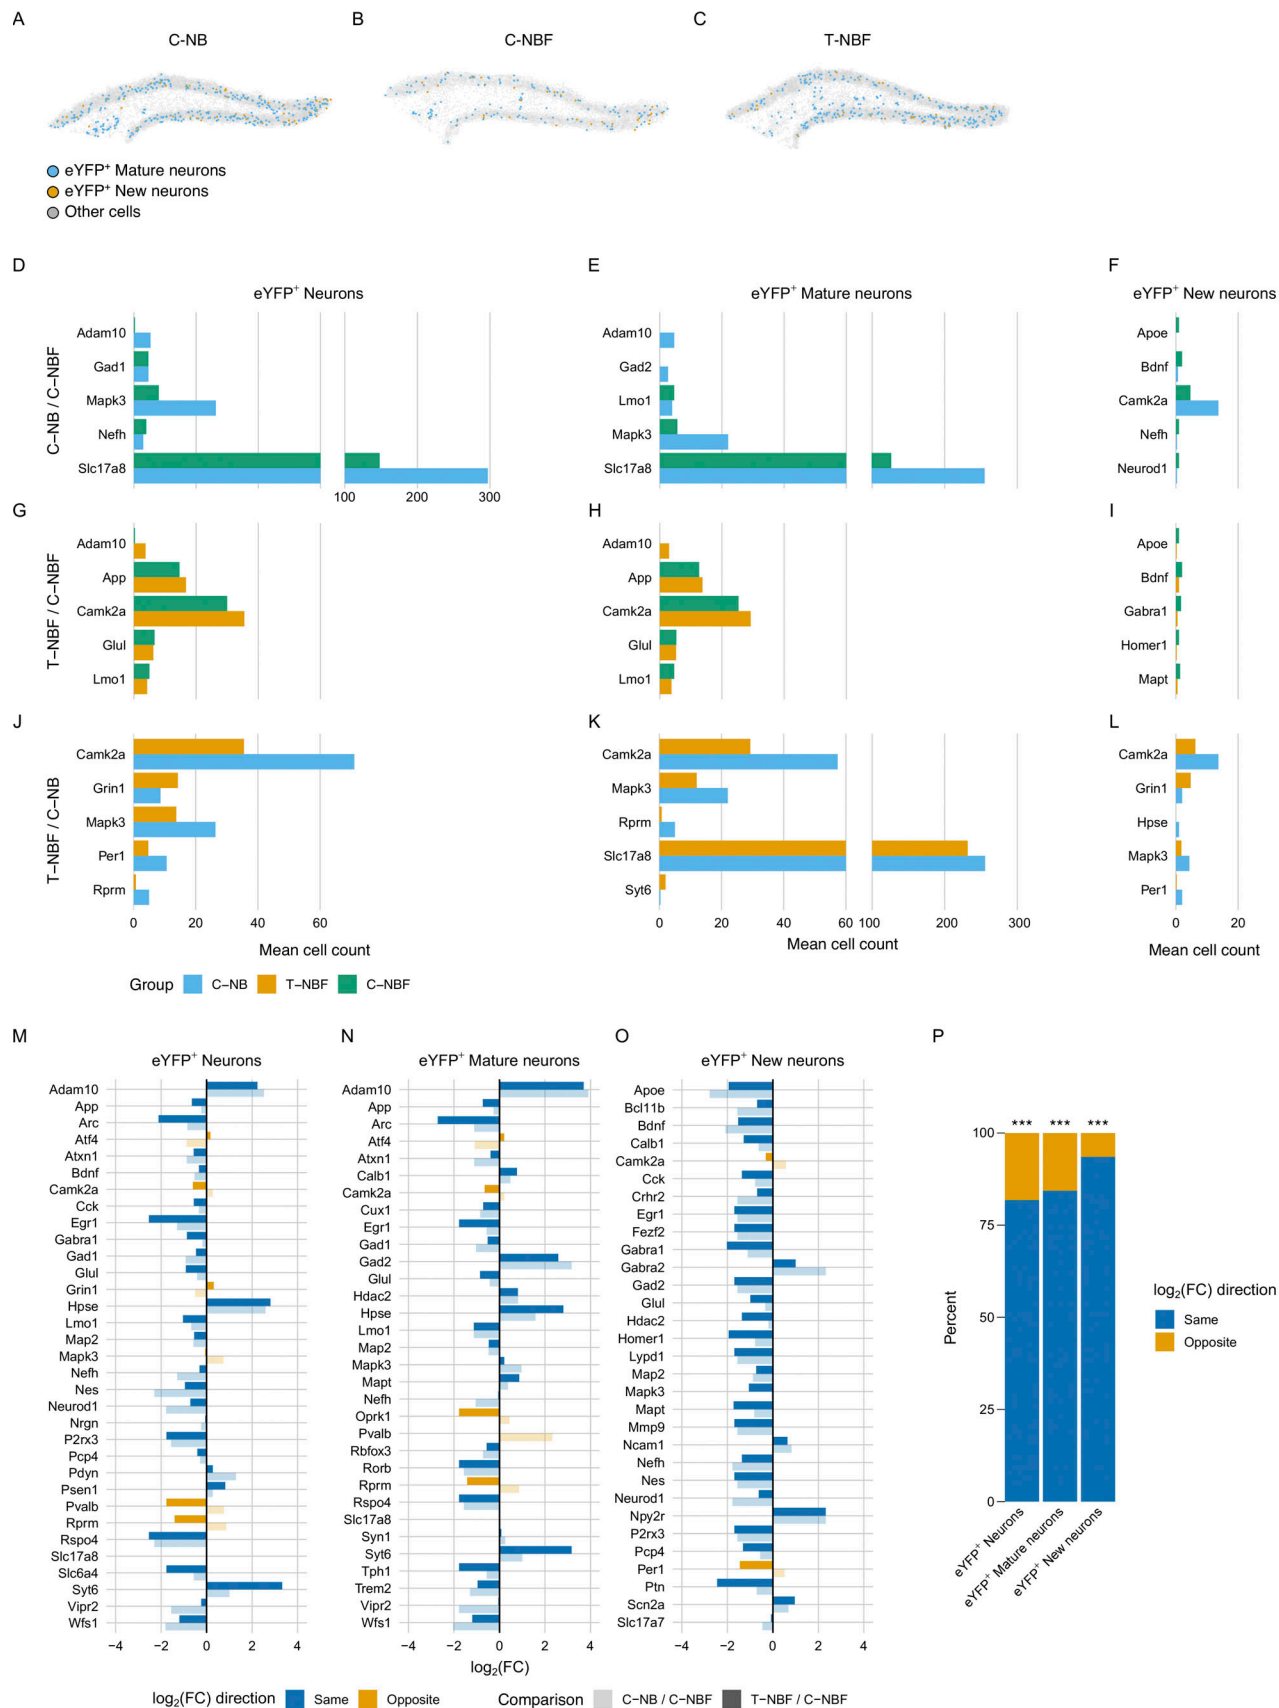 A
B
C
C-NB
C-NBF
T-NBF
eYFP+ Mature neurons
eYFP+ New neurons
Other cells
D
E
F
eYFP+ Neurons
eYFP+ Mature neurons
eYFP+ New neurons
C–NB / C–NBF
Adam10
Gad1
Mapk3
Nefh
Slc17a8
100
200
300
Adam10
Gad2
Lmo1
Mapk3
Slc17a8
Apoe
Bdnf
Camk2a
Nefh
Neurod1
G
H
I
T–NBF / C–NBF
Adam10
App
Camk2a
Glul
Lmo1
Adam10
App
Camk2a
Glul
Lmo1
Apoe
Bdnf
Gabra1
Homer1
Mapt
J
K
L
T–NBF / C–NB
Camk2a
Grin1
Mapk3
Per1
Rprm
0
20
40
60
Mean cell count
Camk2a
Mapk3
Rprm
Slc17a8
Syt6
0
20
40
60
100
200
300
Mean cell count
Camk2a
Grin1
Hpse
Mapk3
Per1
0
20
Mean cell count
Group
C–NB
T–NBF
C–NBF
M
N
O
P
eYFP+ Neurons
Adam10
App
Arc
Atf4
Atxn1
Bdnf
Camk2a
Cck
Egr1
Gabra1
Gad1
Glul
Grin1
Hpse
Lmo1
Map2
Mapk3
Nefh
Nes
Neurod1
Nrgn
P2rx3
Pcp4
Pdyn
Psen1
Pvalb
Rprm
Rspo4
Slc17a8
Slc6a4
Syt6
Vipr2
Wfs1
−4
−2
0
2
4
eYFP+ Mature neurons
Adam10
App
Arc
Atf4
Atxn1
Calb1
Camk2a
Cux1
Egr1
Gad1
Gad2
Glul
Hdac2
Hpse
Lmo1
Map2
Mapk3
Mapt
Nefh
Oprk1
Pvalb
Rbfox3
Rorb
Rprm
Rspo4
Slc17a8
Syn1
Syt6
Tph1
Trem2
Vipr2
Wfs1
−4
−2
0
2
4
log2(FC)
eYFP+ New neurons
Apoe
Bcl11b
Bdnf
Calb1
Camk2a
Cck
Crhr2
Egr1
Fezf2
Gabra1
Gabra2
Gad2
Glul
Hdac2
Homer1
Lypd1
Map2
Mapk3
Mapt
Mmp9
Ncam1
Nefh
Nes
Neurod1
Npy2r
P2rx3
Pcp4
Per1
Ptn
Scn2a
Slc17a7
−4
−2
0
2
4
*** *** ***
Percent
100
75
50
25
0
eYFP+ Neurons
eYFP+ Mature neurons
eYFP+ New neurons
log2(FC) direction
Same
Opposite
log2(FC) direction
Same
Opposite
Comparison
C–NB / C–NBF
T–NBF / C–NBF